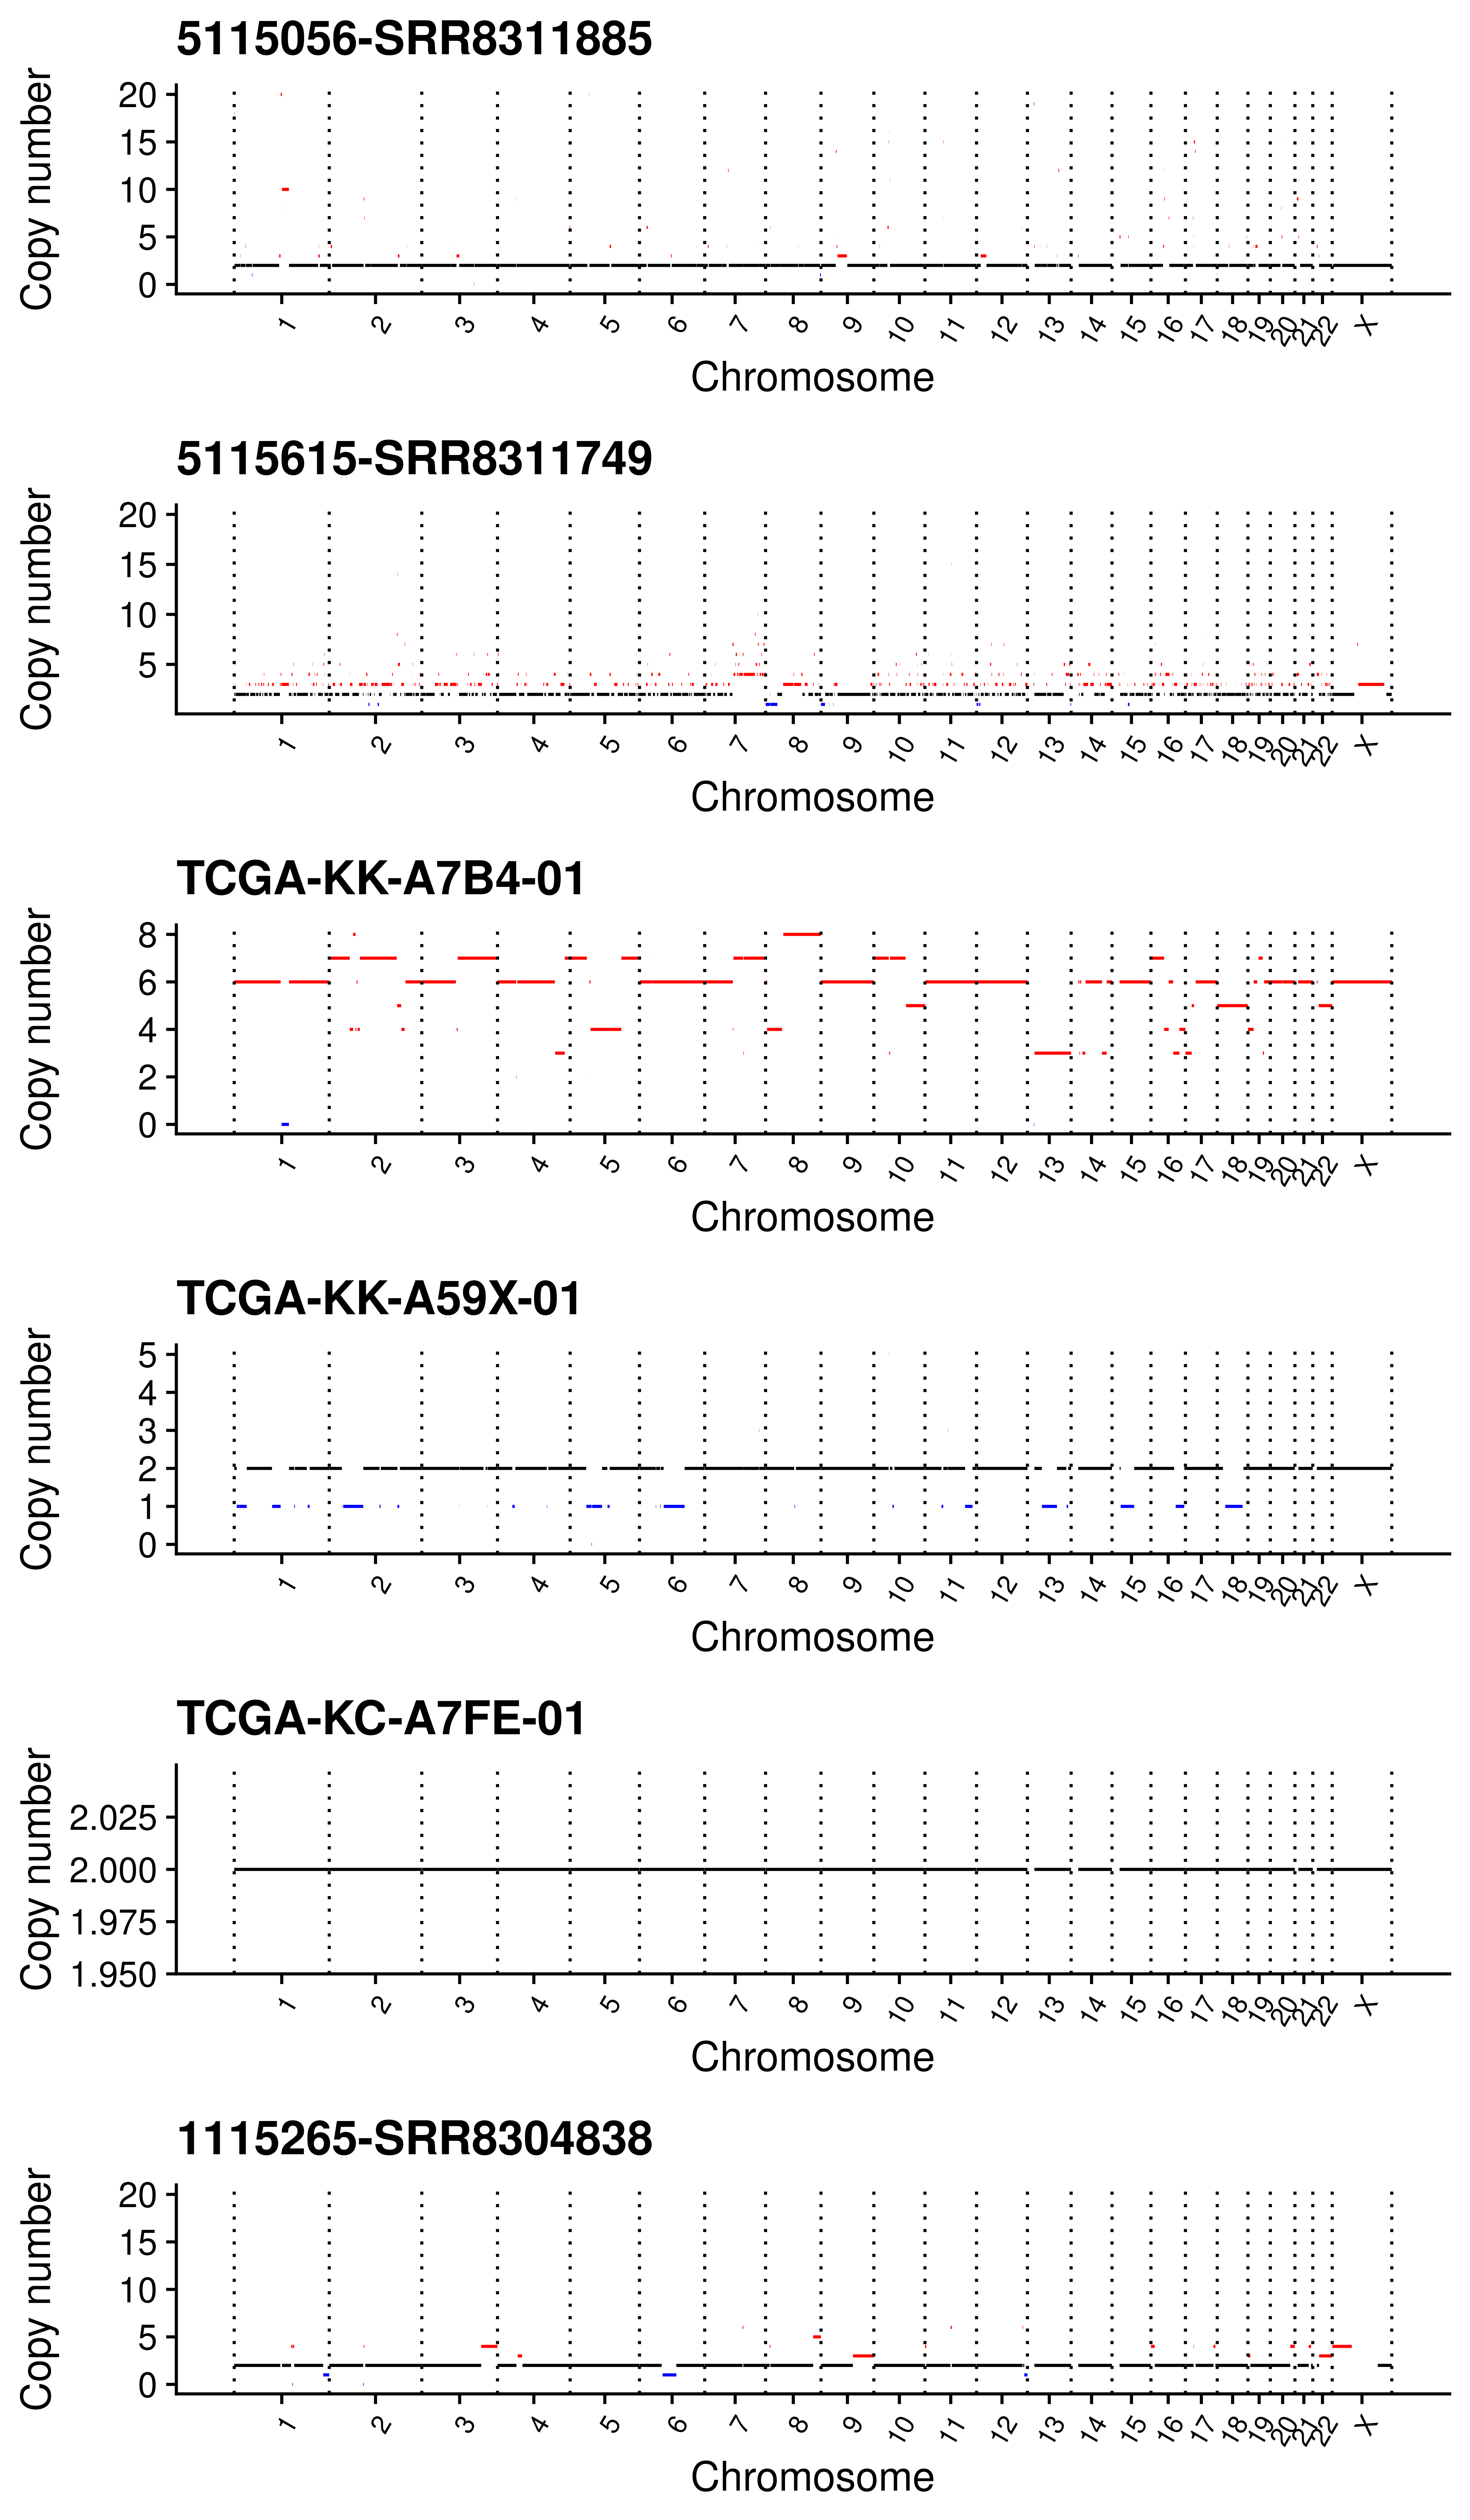 5115056-SRR8311885
Copy number
20
15
10
5
0
1 2 3 4 5 6 7 8 9 10 11 12 13 14 15 16 17 18 19 20 21 22 X
Chromosome
5115615-SRR8311749
Copy number
20
15
10
5
1 2 3 4 5 6 7 8 9 10 11 12 13 14 15 16 17 18 19 20 21 22 X
Chromosome
TCGA-KK-A7B4-01
Copy number
8
6
4
2
0
1 2 3 4 5 6 7 8 9 10 11 12 13 14 15 16 17 18 19 20 21 22 X
Chromosome
TCGA-KK-A59X-01
Copy number
5
4
3
2
1
0
1 2 3 4 5 6 7 8 9 10 11 12 13 14 15 16 17 18 19 20 21 22 X
Chromosome
TCGA-KC-A7FE-01
Copy number
2.025
2.000
1.975
1.950
1 2 3 4 5 6 7 8 9 10 11 12 13 14 15 16 17 18 19 20 21 22 X
Chromosome
1115265-SRR8304838
Copy number
20
15
10
5
0
1 2 3 4 5 6 7 8 9 10 11 12 13 14 15 16 17 18 19 20 21 22 X
Chromosome